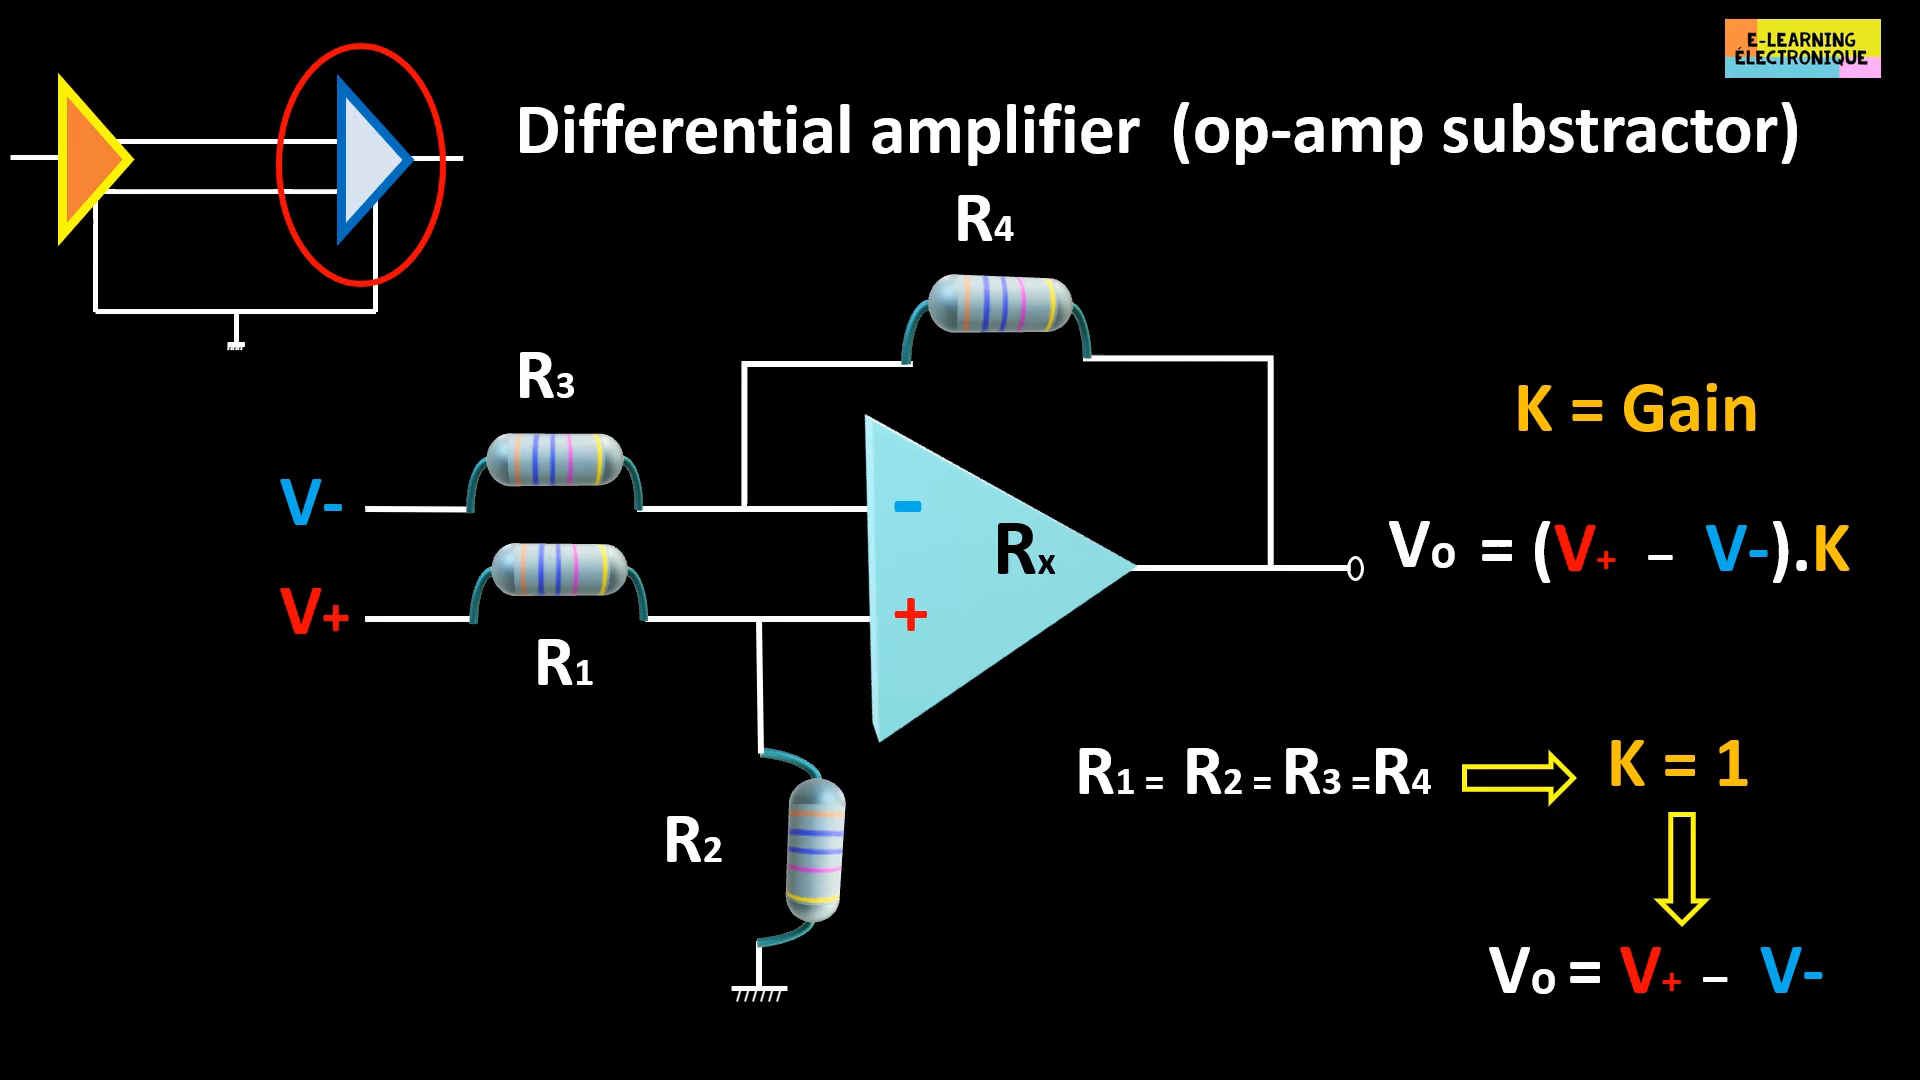 E-LEARNING
ÉLECTRONIQUE
Differential amplifier (op-amp substractor)
R4
R3
K = Gain
V-
-
Rx
Vo = (V+ – V-).K
V+
+
R1
R1 = R2 = R3 =R4
K = 1
R2
Vo = V+ – V-